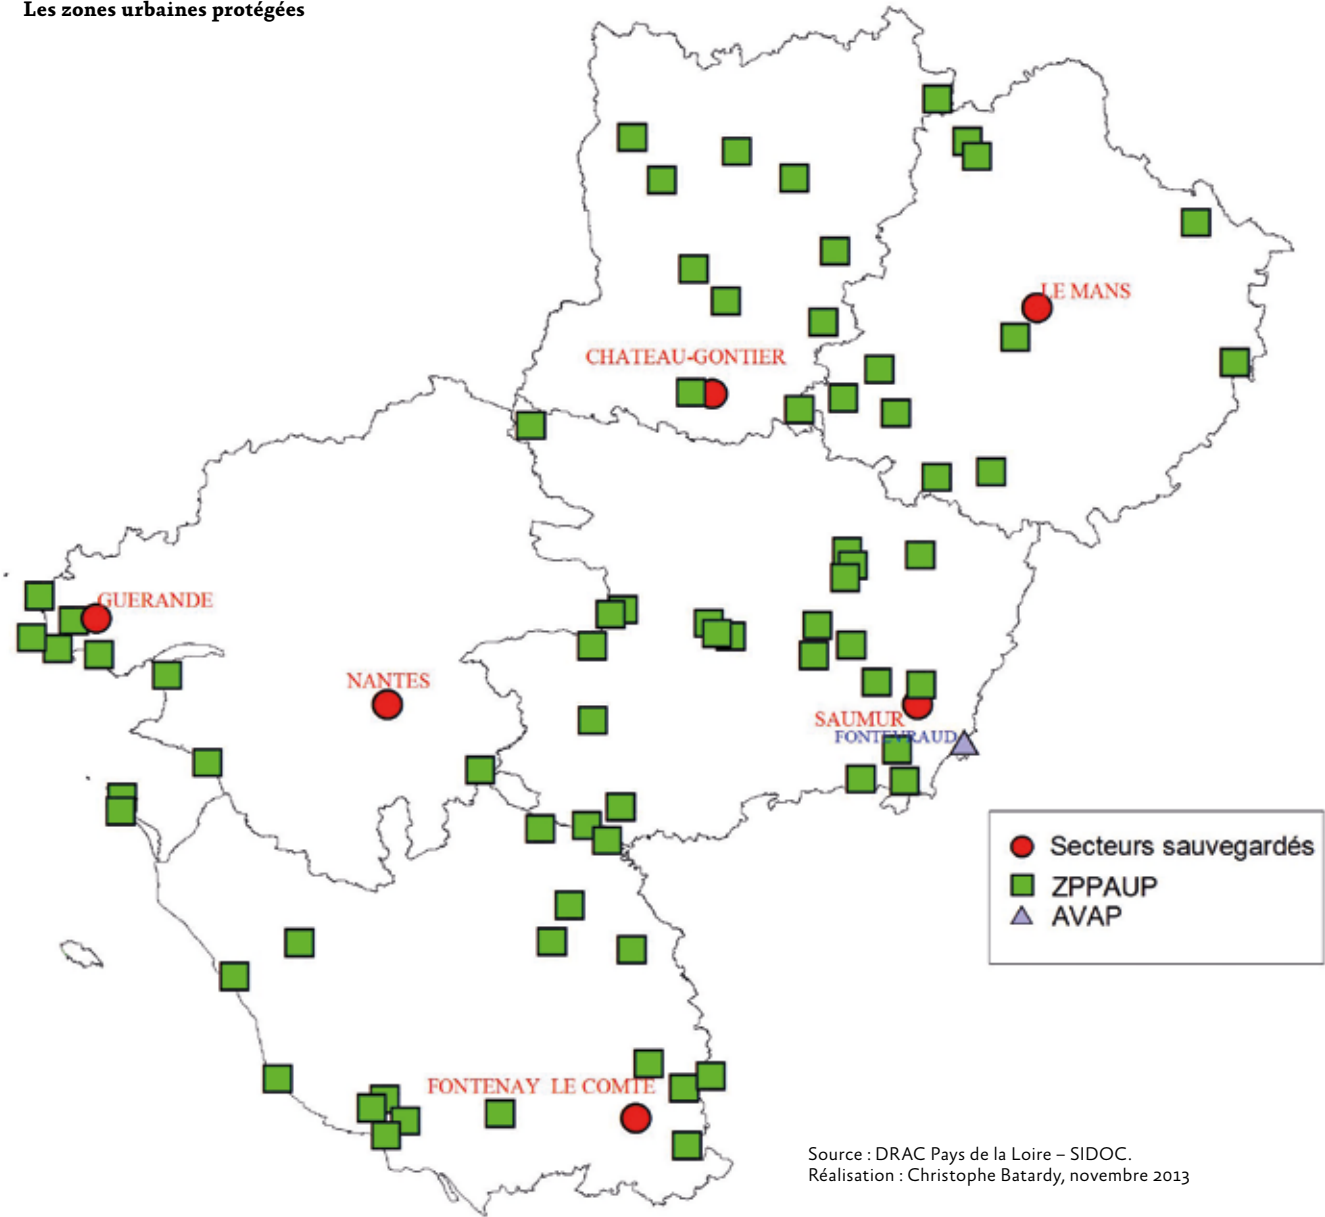 Les zones urbaines protégées
LE MANS
CHATEAU-GONTIER
GUERANDE
NANTES
SAUMUR
FONTEVRAUD
Secteurs sauvegardés
ZPPAUP
AVAP
FONTENAY LE COMTE
Source : DRAC Pays de la Loire – SIDOC.
Réalisation : Christophe Batardy, novembre 2013